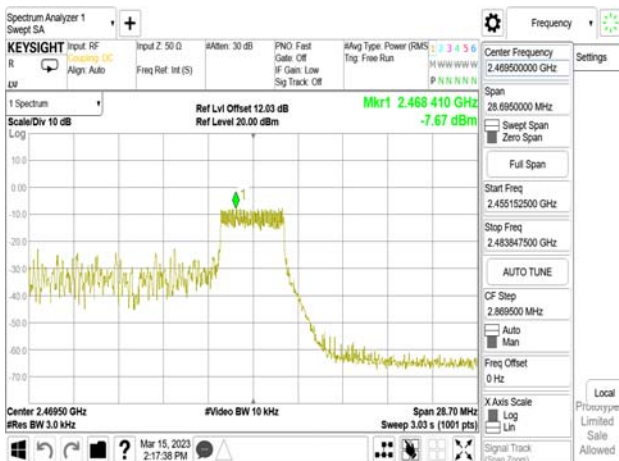 Spectrum Analyzer 1
Swept SA
Frequency
KEYSIGHT
Input: RF
Input Z: 50 Ω
#Atten: 30 dB
PNO: Fast
#Avg Type: Power (RMS
1 2 3 4 5 6
Coupling: DC
Gate: Off
Trig: Free Run
R
Align: Auto
Freq Ref: Int (S)
IF Gain: Low
M W W W W W
Sig Track: Off
P N N N N N
1 Spectrum
Ref Lvl Offset 12.03 dB
Mkr1 2.468 410 GHz
Scale/Div 10 dB
Ref Level 20.00 dBm
-7.67 dBm
Log
10.0
0.00
-10.0
-20.0
-30.0
-40.0
-50.0
-60.0
-70.0
1
Center 2.46950 GHz
#Video BW 10 kHz
Span 28.70 MHz
#Res BW 3.0 kHz
Sweep 3.03 s (1001 pts)
Mar 15, 2023
2:17:38 PM
Center Frequency
2.469500000 GHz
Settings
Span
28.6950000 MHz
Swept Span
Zero Span
Full Span
Start Freq
2.455152500 GHz
Stop Freq
2.483847500 GHz
AUTO TUNE
CF Step
2.869500 MHz
Auto
Man
Freq Offset
0 Hz
X Axis Scale
Log
Lin
Signal Track
(Span Zoom)
Local
Prototype
Limited
Sale
Allowed